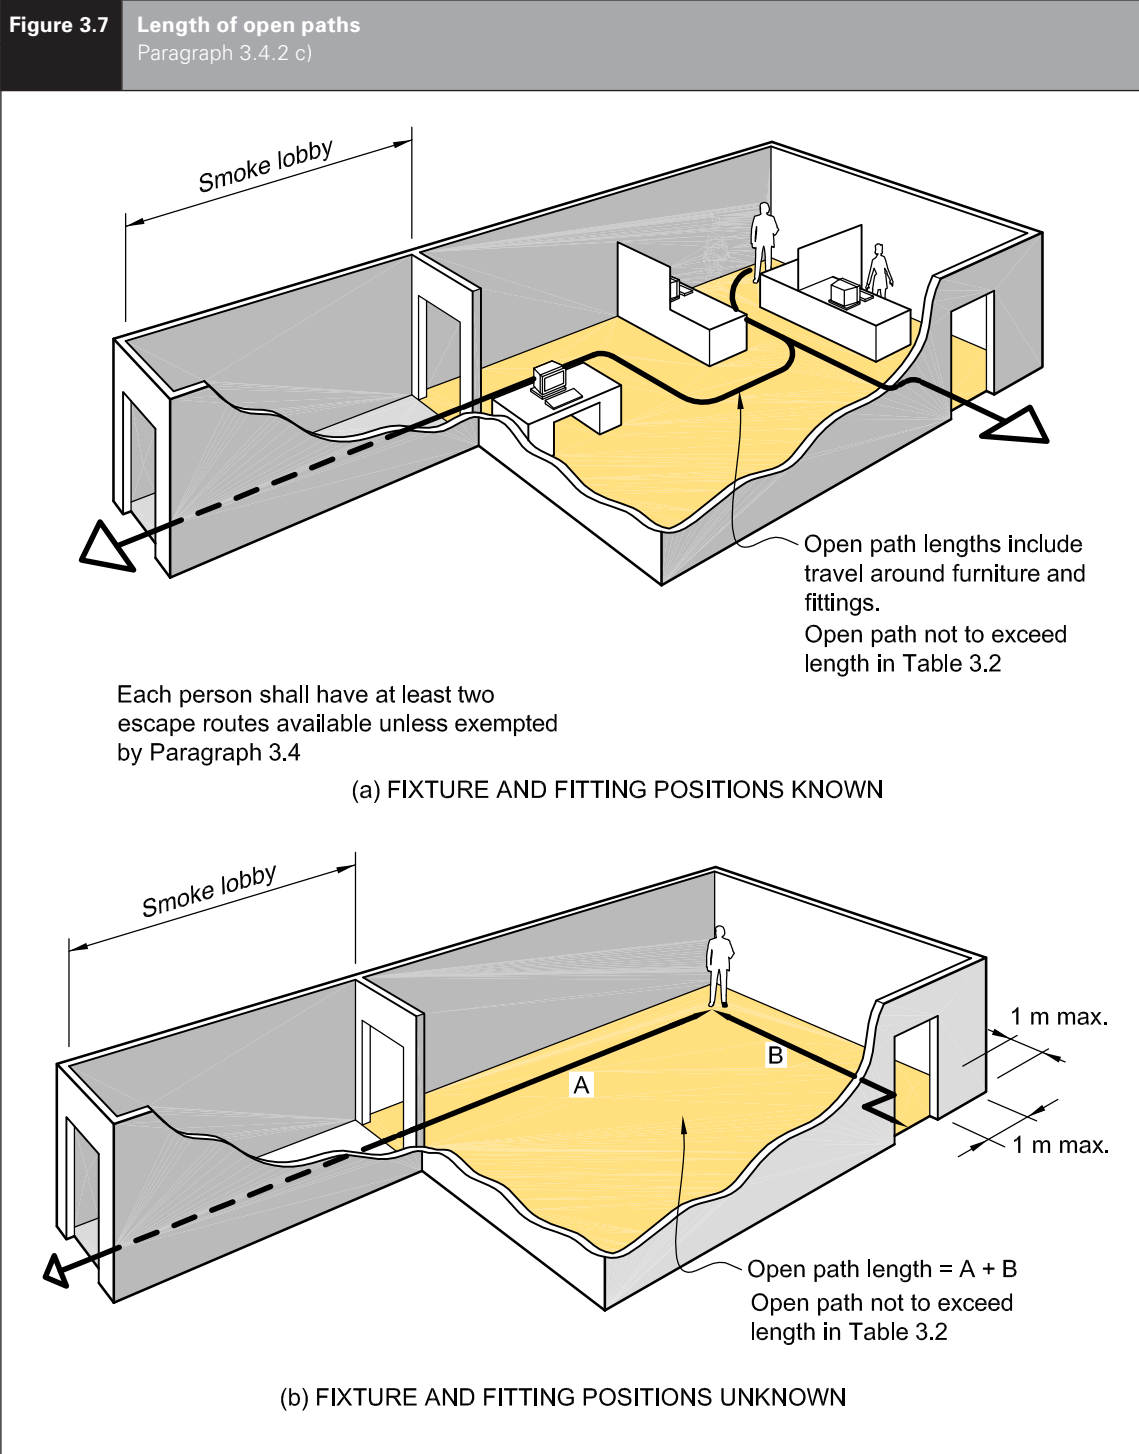 Figure 3.7
Length of open paths
Paragraph 3.4.2 c)
Smoke lobby
Open path lengths include
travel around furniture and
fittings.
Open path not to exceed
length in Table 3.2
Each person shall have at least two
escape routes available unless exempted
by Paragraph 3.4
(a) FIXTURE AND FITTING POSITIONS KNOWN
Smoke lobby
1 m max.
B
A
1 m max.
Open path length = A + B
Open path not to exceed
length in Table 3.2
(b) FIXTURE AND FITTING POSITIONS UNKNOWN